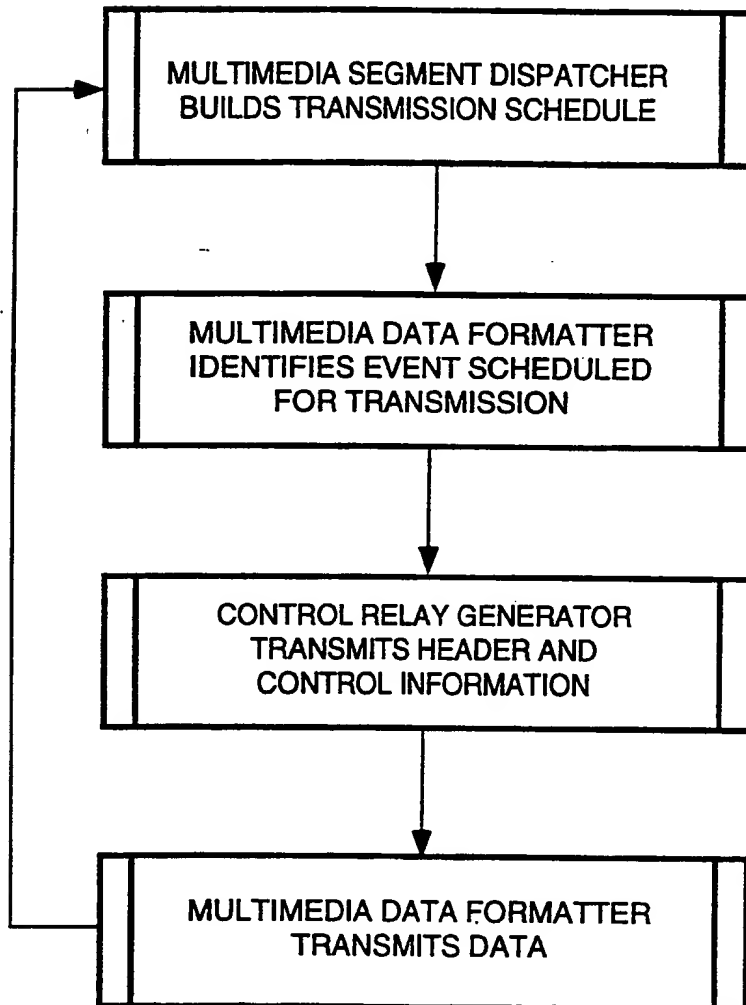 MULTIMEDIA SEGMENT DISPATCHER
BUILDS TRANSMISSION SCHEDULE
MULTIMEDIA DATA FORMATTER
IDENTIFIES EVENT SCHEDULED
FOR TRANSMISSION
CONTROL RELAY GENERATOR
TRANSMITS HEADER AND
CONTROL INFORMATION
MULTIMEDIA DATA FORMATTER
TRANSMITS DATA